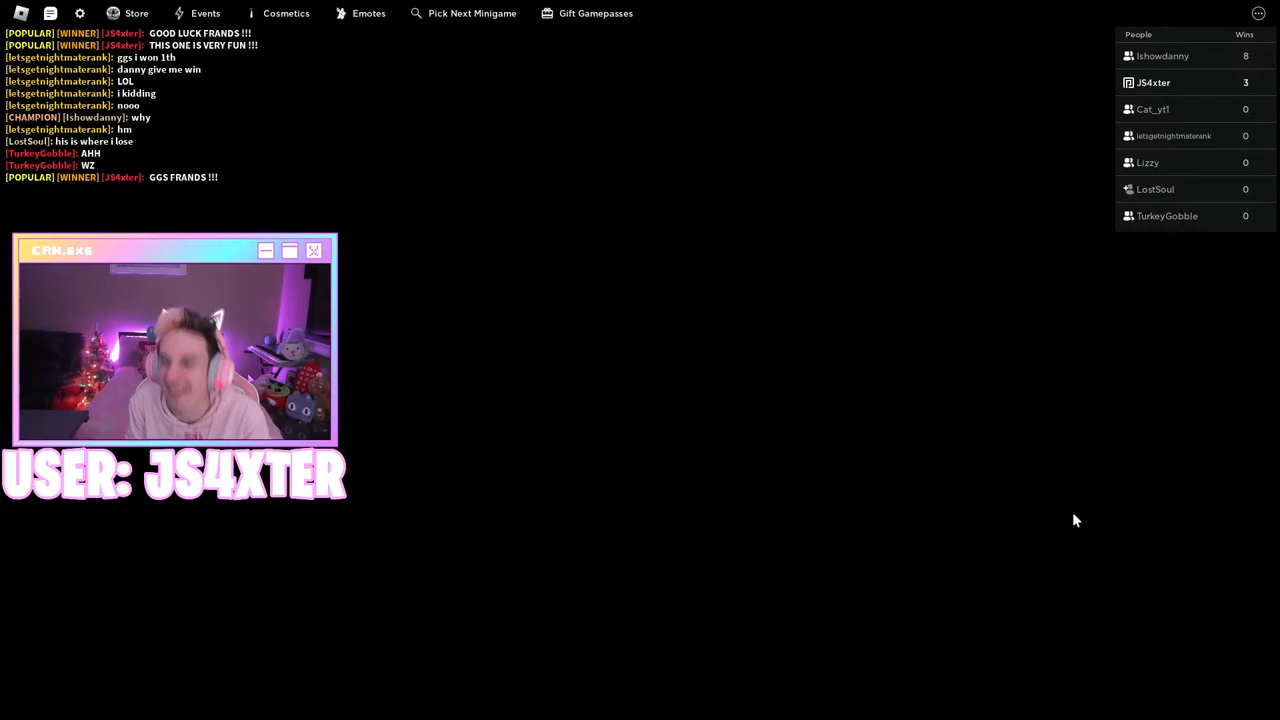 Store Events Cosmetics Emotes Pick Next Minigame Gift Gamepasses
[POPULAR] [WINNER] [JS4xter]: GOOD LUCK FRANDS !!!
[POPULAR] [WINNER] [JS4xter]: THIS ONE IS VERY FUN !!!
[letsgetnightmaterank]: ggs i won 1th
[letsgetnightmaterank]: danny give me win
[letsgetnightmaterank]: LOL
[letsgetnightmaterank]: i kidding
[letsgetnightmaterank]: nooo
[CHAMPION] [Ishowdanny]: why
[letsgetnightmaterank]: hm
[LostSoul]: his is where i lose
[TurkeyGobble]: AHH
[TurkeyGobble]: WZ
[POPULAR] [WINNER] [JS4xter]: GGS FRANDS !!!
People Wins
Ishowdanny 8
JS4xter 3
Cat_yt1 0
letsgetnightmaterank 0
Lizzy 0
LostSoul 0
TurkeyGobble 0
CAM.exe
USER: JS4XTER